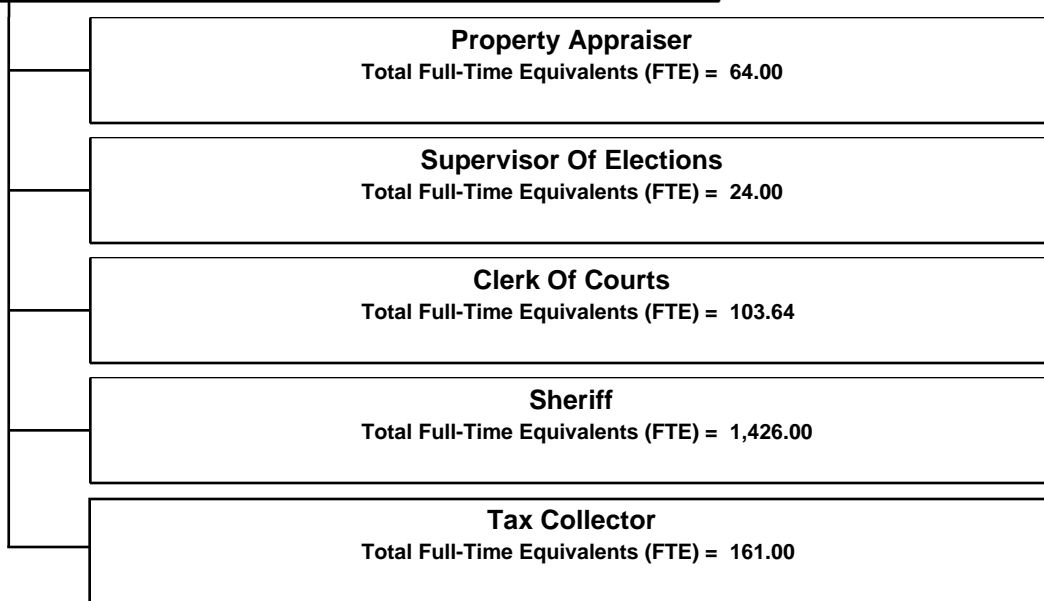 Property Appraiser
Total Full-Time Equivalents (FTE) = 64.00
Supervisor Of Elections
Total Full-Time Equivalents (FTE) = 24.00
Clerk Of Courts
Total Full-Time Equivalents (FTE) = 103.64
Sheriff
Total Full-Time Equivalents (FTE) = 1,426.00
Tax Collector
Total Full-Time Equivalents (FTE) = 161.00